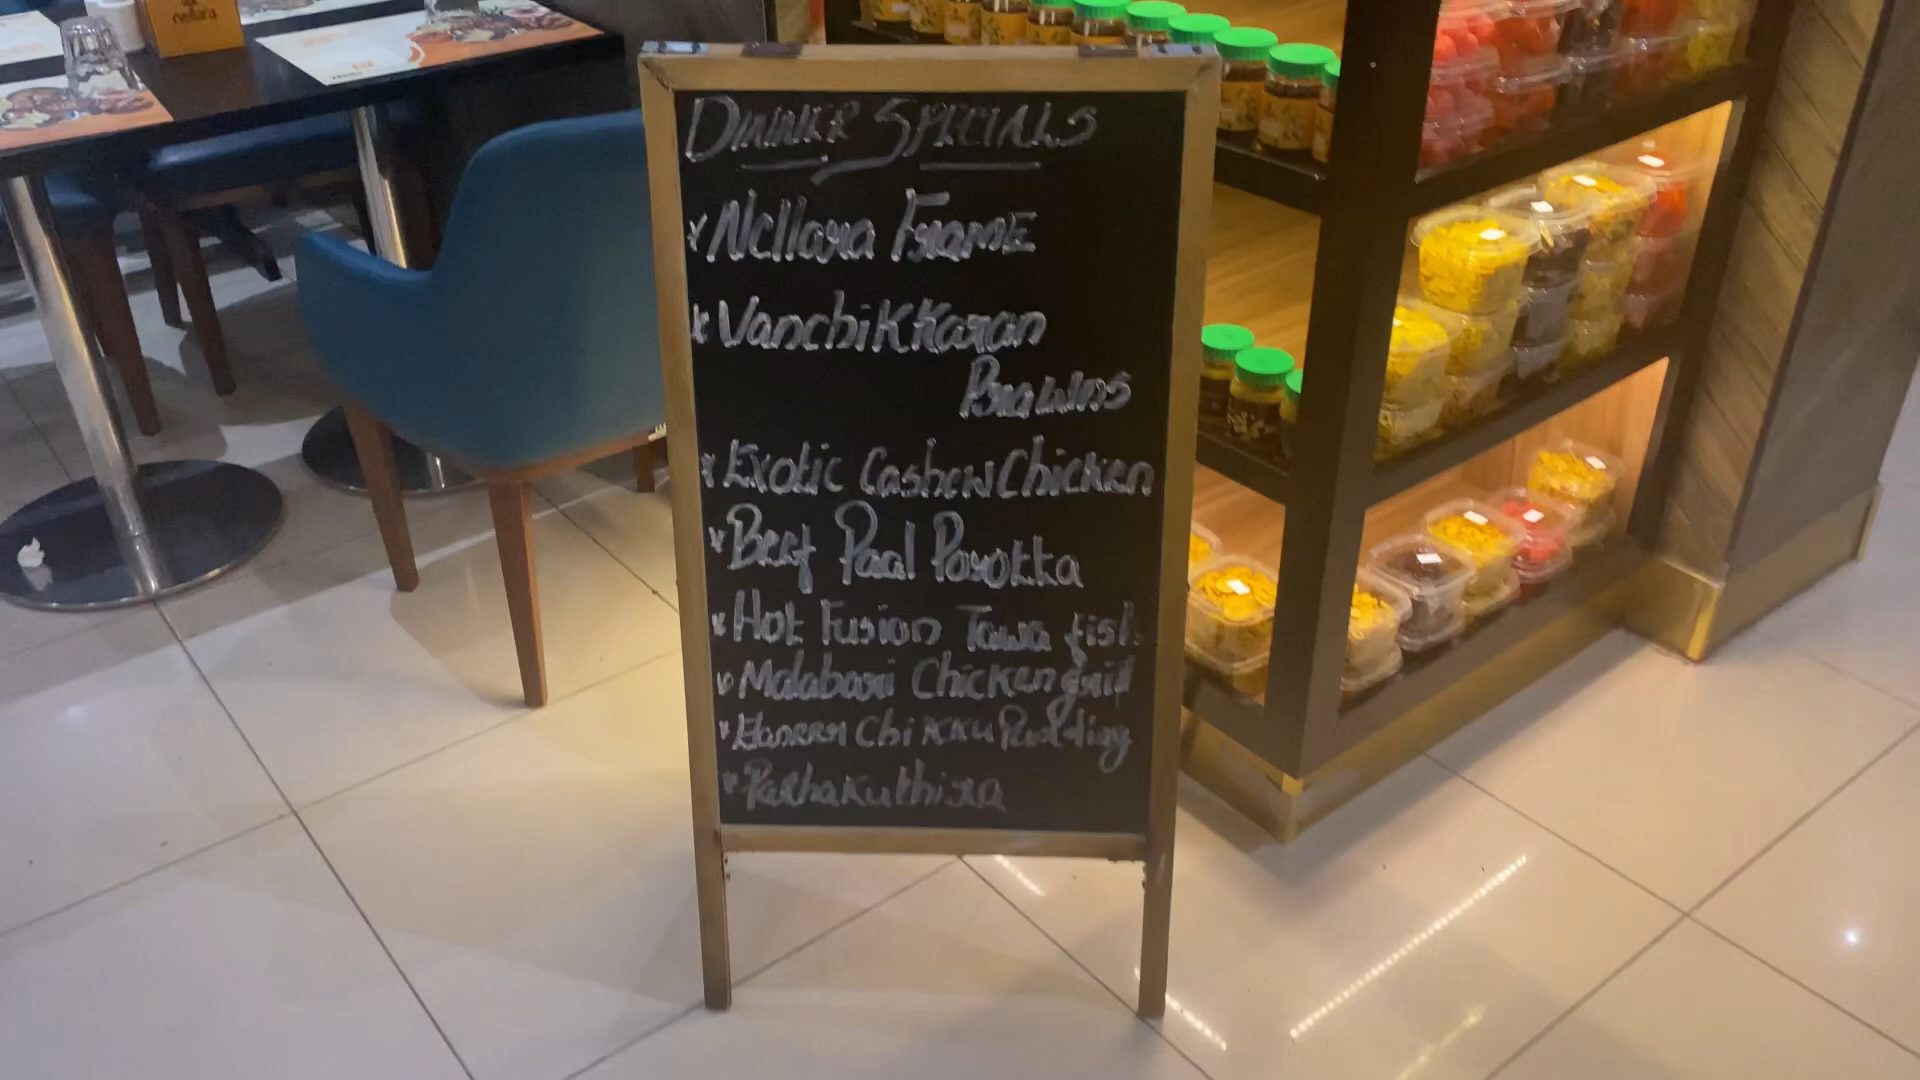 nellara
DINNER SPECIALS
* Nellara Frame
* Vanchikkaran
Prawns
* Exotic Cashew Chicken
* Beef Paal Porotta
* Hot Fusion Tawa fish
* Malabari Chicken grill
* Chikku Pudding